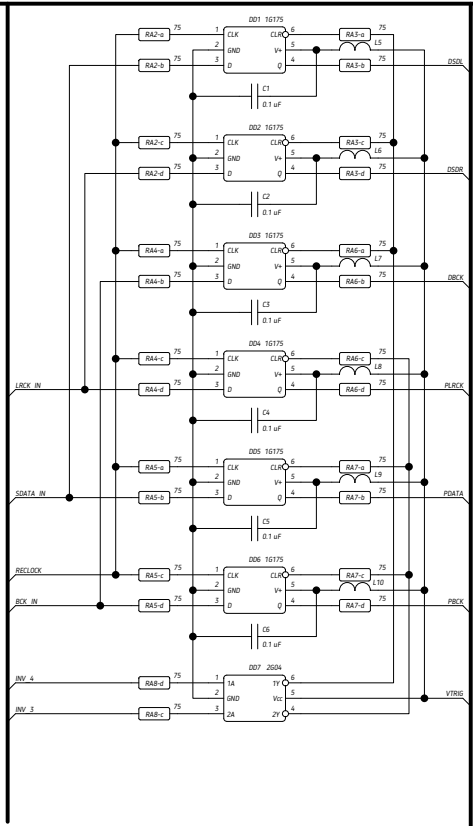 DD1 1G175
RA2-a 75 1 CLK CLR 6 RA3-a 75
2 GND V+ 5 L5
RA2-b 75 3 D Q 4 RA3-b 75 DSDL
C1
0.1 uF
DD2 1G175
RA2-c 75 1 CLK CLR 6 RA3-c 75
2 GND V+ 5 L6
RA2-d 75 3 D Q 4 RA3-d 75 DSDR
C2
0.1 uF
DD3 1G175
RA4-a 75 1 CLK CLR 6 RA6-a 75
2 GND V+ 5 L7
RA4-b 75 3 D Q 4 RA6-b 75 DBCK
C3
0.1 uF
DD4 1G175
RA4-c 75 1 CLK CLR 6 RA6-c 75
2 GND V+ 5 L8
LRCK IN RA4-d 75 3 D Q 4 RA6-d 75 PLRCK
C4
0.1 uF
DD5 1G175
RA5-a 75 1 CLK CLR 6 RA7-a 75
2 GND V+ 5 L9
SDATA IN RA5-b 75 3 D Q 4 RA7-b 75 PDATA
C5
0.1 uF
DD6 1G175
RECLOCK RA5-c 75 1 CLK CLR 6 RA7-c 75
2 GND V+ 5 L10
BCK IN RA5-d 75 3 D Q 4 RA7-d 75 PBCK
C6
0.1 uF
DD7 2G04
INV 4 RA8-d 75 1 1A 1Y 6
2 GND Vcc 5 VTRIG
INV 3 RA8-c 75 3 2A 2Y 4